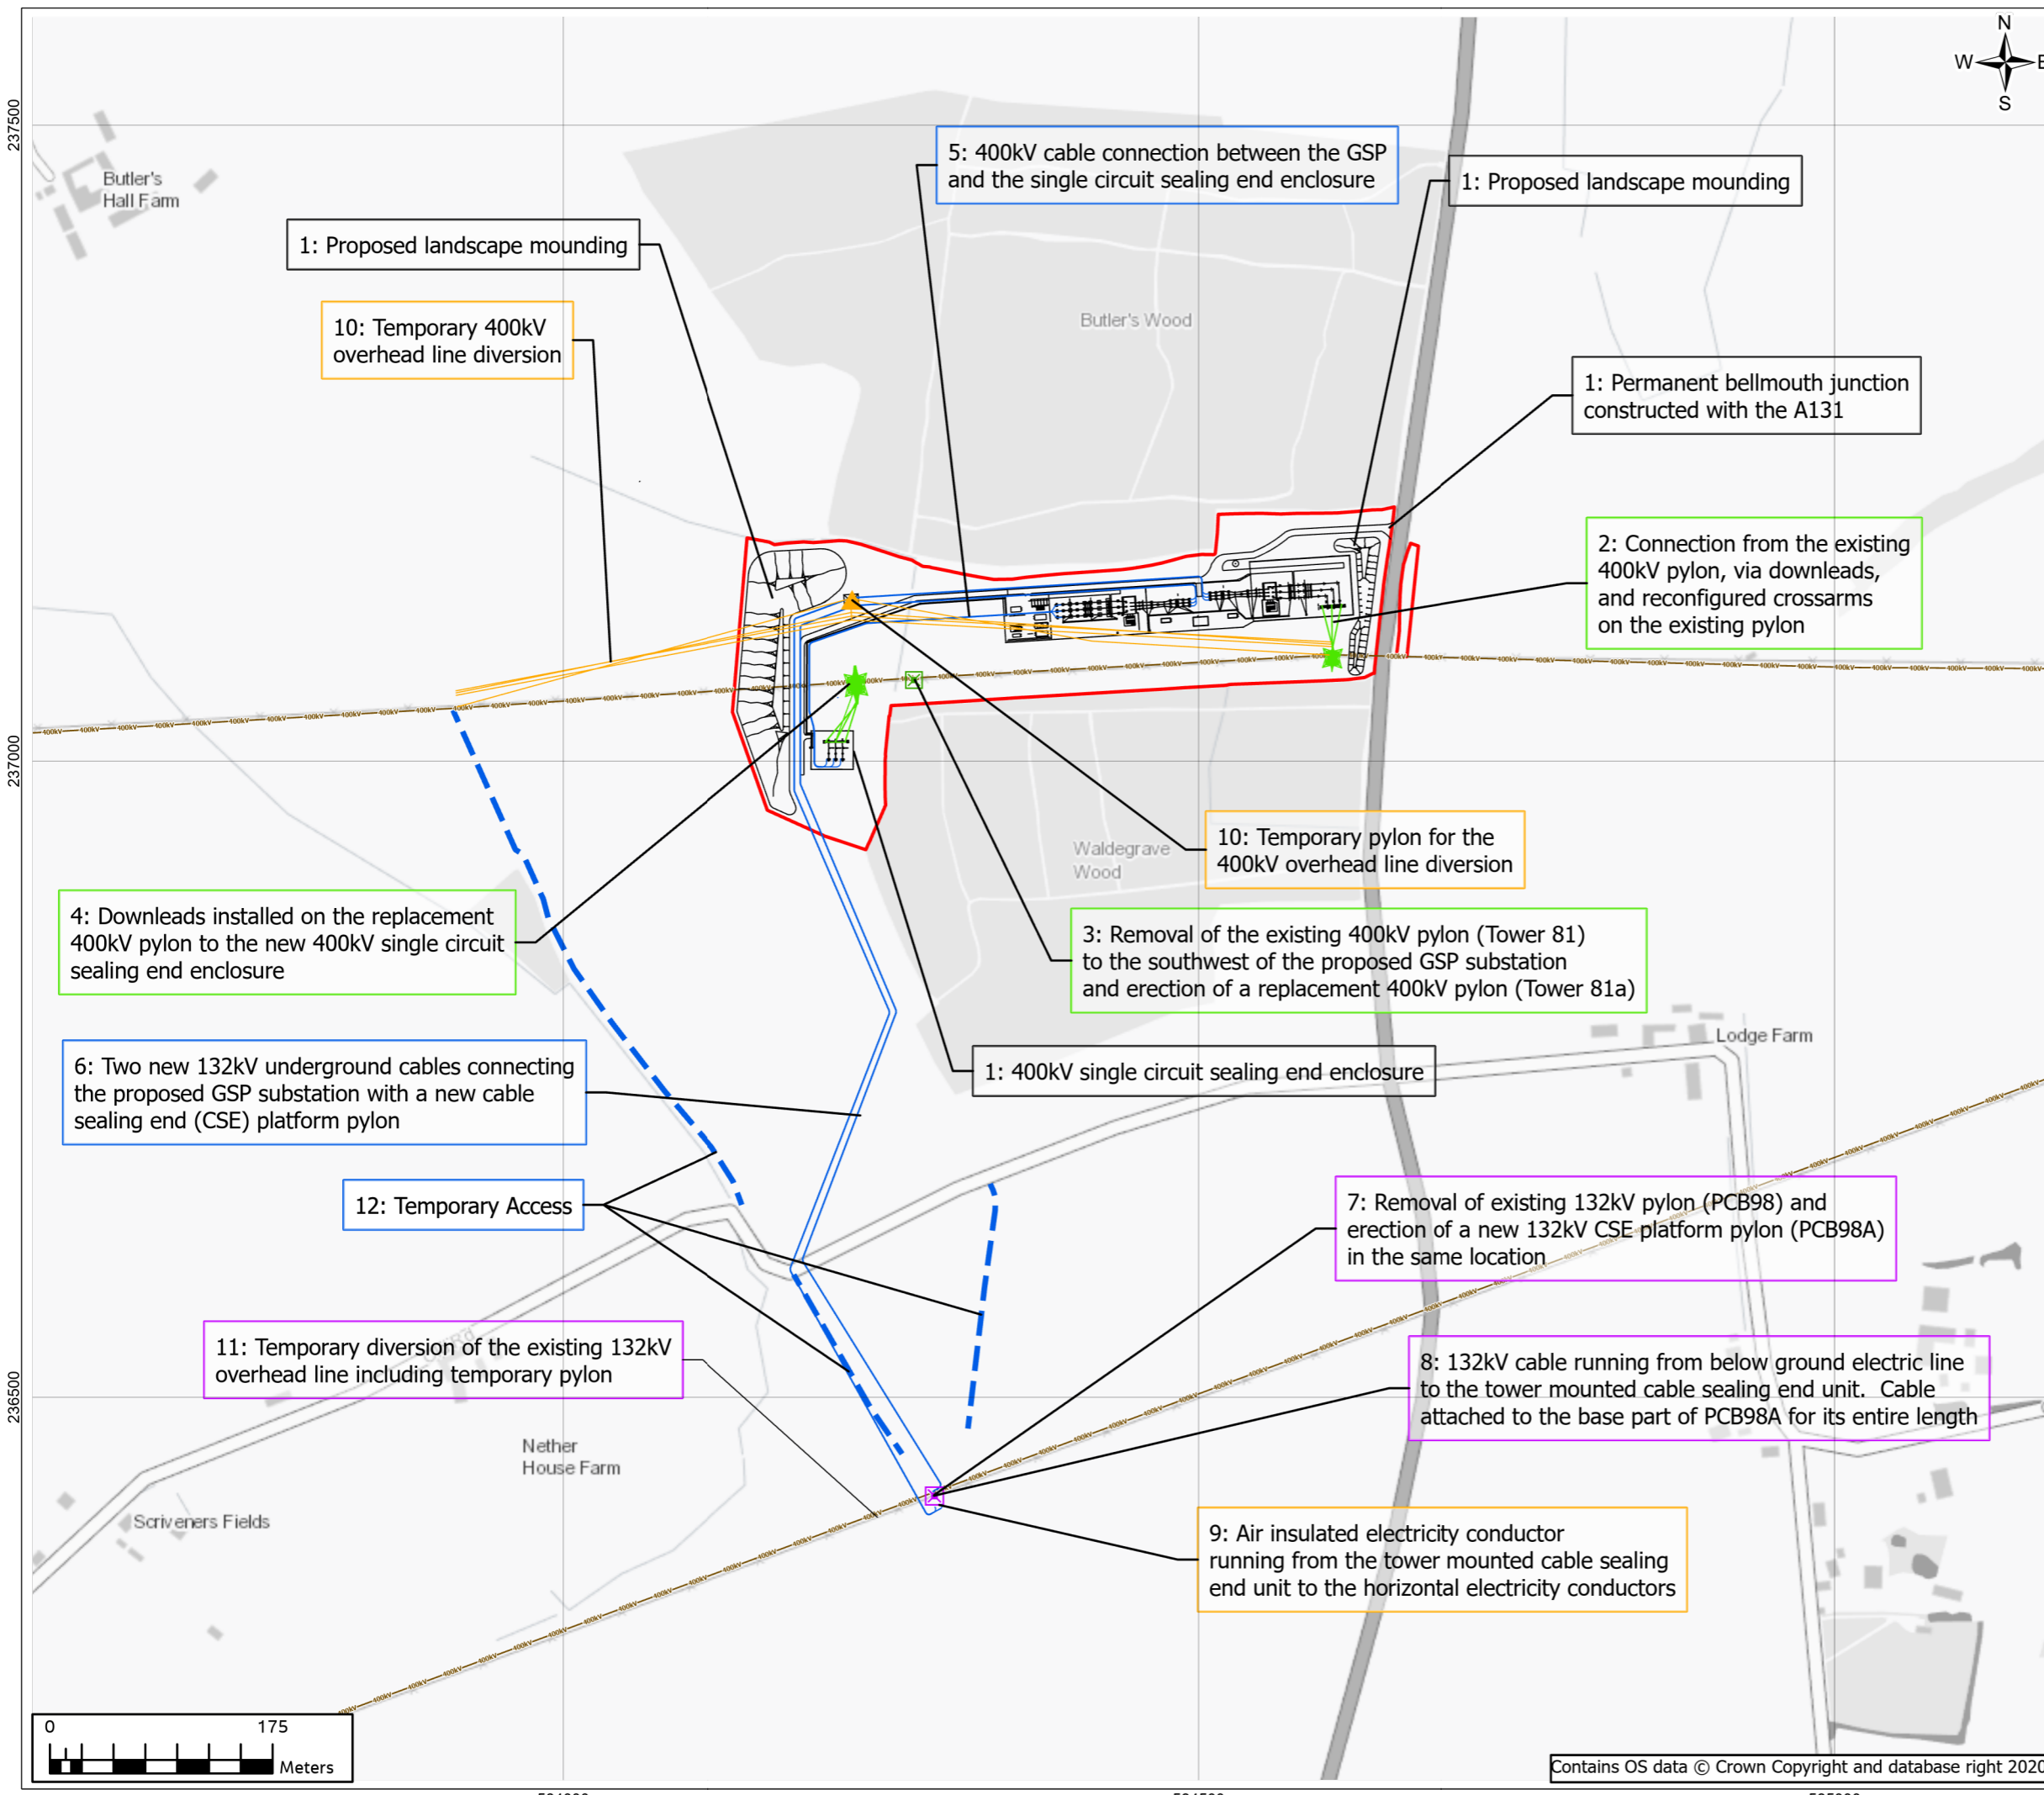 N
W
E
S
237500
Butler's
Hall Farm
5: 400kV cable connection between the GSP
and the single circuit sealing end enclosure
1: Proposed landscape mounding
1: Proposed landscape mounding
10: Temporary 400kV
overhead line diversion
Butler's Wood
1: Permanent bellmouth junction
constructed with the A131
2: Connection from the existing
400kV pylon, via downleads,
and reconfigured crossarms
on the existing pylon
237000
10: Temporary pylon for the
400kV overhead line diversion
Waldegrave
Wood
4: Downleads installed on the replacement
400kV pylon to the new 400kV single circuit
sealing end enclosure
3: Removal of the existing 400kV pylon (Tower 81)
to the southwest of the proposed GSP substation
and erection of a replacement 400kV pylon (Tower 81a)
Lodge Farm
6: Two new 132kV underground cables connecting
the proposed GSP substation with a new cable
sealing end (CSE) platform pylon
1: 400kV single circuit sealing end enclosure
12: Temporary Access
7: Removal of existing 132kV pylon (PCB98) and
erection of a new 132kV CSE platform pylon (PCB98A)
in the same location
11: Temporary diversion of the existing 132kV
overhead line including temporary pylon
8: 132kV cable running from below ground electric line
to the tower mounted cable sealing end unit. Cable
attached to the base part of PCB98A for its entire length
236500
Nether
House Farm
Scriveners Fields
9: Air insulated electricity conductor
running from the tower mounted cable sealing
end unit to the horizontal electricity conductors
0
175
Meters
Contains OS data © Crown Copyright and database right 2020